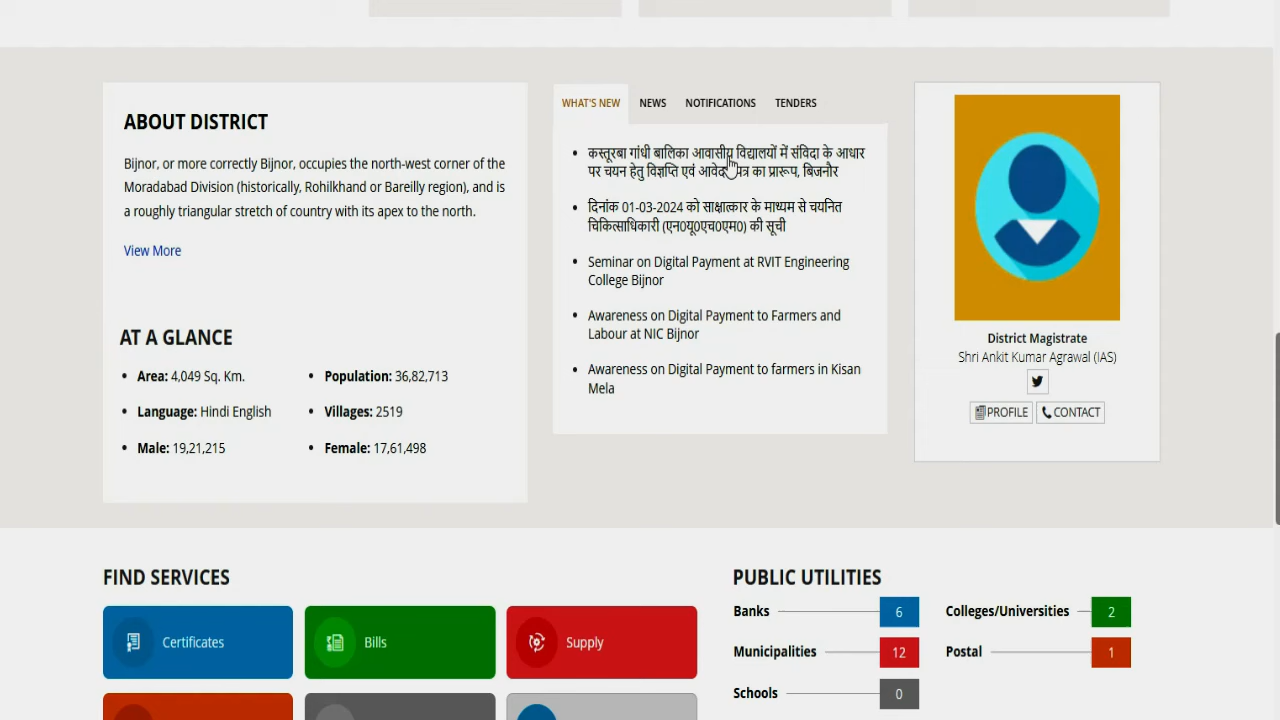 ABOUT DISTRICT
Bijnor, or more correctly Bijnor, occupies the north-west corner of the
Moradabad Division (historically, Rohilkhand or Bareilly region), and is
a roughly triangular stretch of country with its apex to the north.
View More
AT A GLANCE
Area: 4,049 Sq. Km.
Population: 36,82,713
Language: Hindi English
Villages: 2519
Male: 19,21,215
Female: 17,61,498
WHAT'S NEW NEWS NOTIFICATIONS TENDERS
कस्तूरबा गांधी बालिका आवासीय विद्यालयों में संविदा के आधार
पर चयन हेतु विज्ञप्ति एवं का प्रारूप, बिजनौर
दिनांक 01-03-2024 को साक्षात्कार के माध्यम से चयनित
चिकित्साधिकारी (एन0यू0एच0एम0) की सूची
Seminar on Digital Payment at RVIT Engineering
College Bijnor
Awareness on Digital Payment to Farmers and
Labour at NIC Bijnor
Awareness on Digital Payment to farmers in Kisan
Mela
District Magistrate
Shri Ankit Kumar Agrawal (IAS)
PROFILE CONTACT
FIND SERVICES
Certificates
Bills
Supply
PUBLIC UTILITIES
Banks 6
Colleges/Universities 2
Municipalities 12
Postal 1
Schools 0